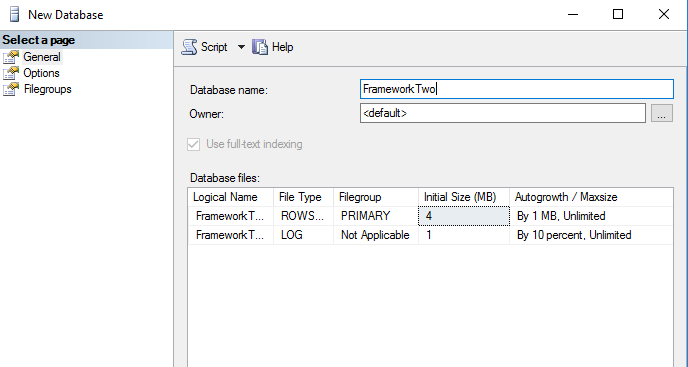 New Database
Select a page
General
Options
Filegroups
Script Help
Database name: FrameworkTwo
Owner: <default> ...
Use full-text indexing
Database files:
Logical Name File Type Filegroup Initial Size (MB) Autogrowth / Maxsize
FrameworkT... ROWS... PRIMARY 4 By 1 MB, Unlimited
FrameworkT... LOG Not Applicable 1 By 10 percent, Unlimited